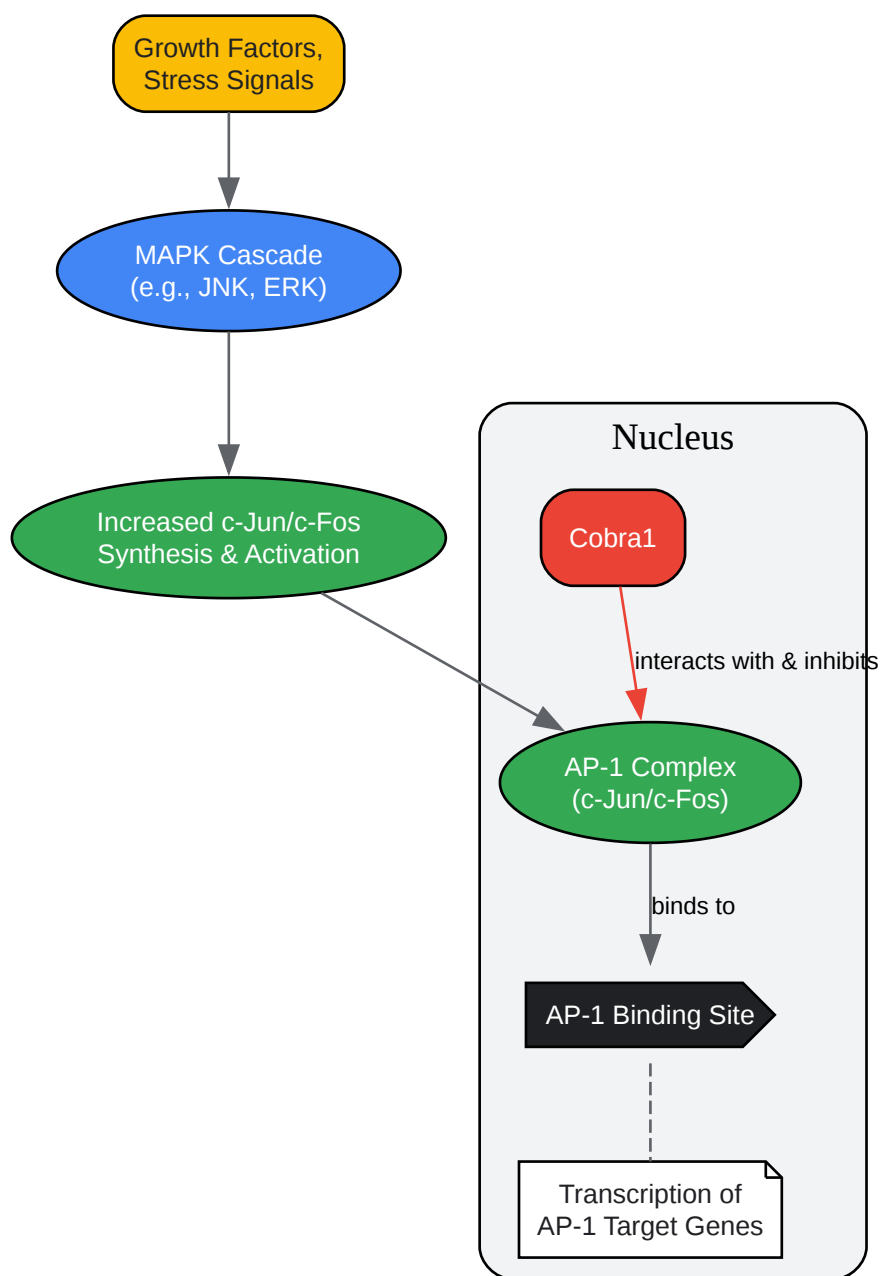 Growth Factors,
Stress Signals
MAPK Cascade
(e.g., JNK, ERK)
Increased c-Jun/c-Fos
Synthesis & Activation
Nucleus
Cobra1
interacts with & inhibits
AP-1 Complex
(c-Jun/c-Fos)
binds to
AP-1 Binding Site
Transcription of
AP-1 Target Genes